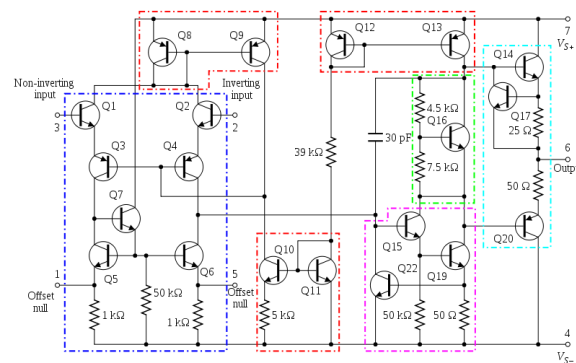 Q12
Q13
Q8
Q9
7
V_S+
Q14
Non-inverting
input
Inverting
input
Q1
Q2
3
2
4.5 kΩ
Q16
Q17
25 Ω
30 pF
Q3
Q4
39 kΩ
7.5 kΩ
6
Outp
50 Ω
Q7
Q15
Q20
Q10
Q22
Q19
1
Q5
Q6
5
Q11
Offset
null
50 kΩ
Offset
null
1 kΩ
1 kΩ
5 kΩ
50 kΩ
50 Ω
4
V_S−